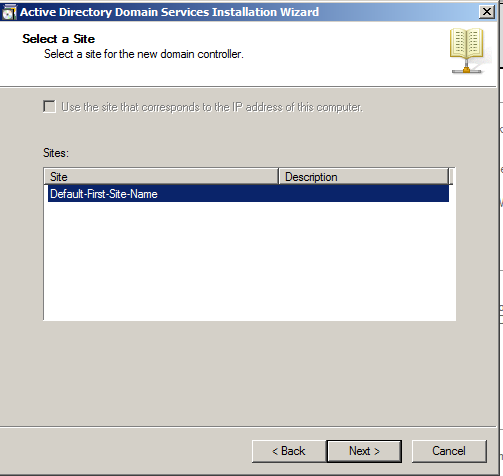 Active Directory Domain Services Installation Wizard
Select a Site
Select a site for the new domain controller.
Use the site that corresponds to the IP address of this computer.
Sites:
Site Description
Default-First-Site-Name
< Back Next > Cancel